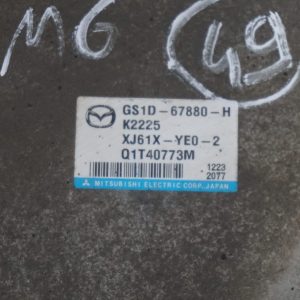 M6 49
GS1D-67880-H
K2225
XJ61X-YE0-2
Q1T40773M
1223
2077
MITSUBISHI ELECTRIC CORP. JAPAN